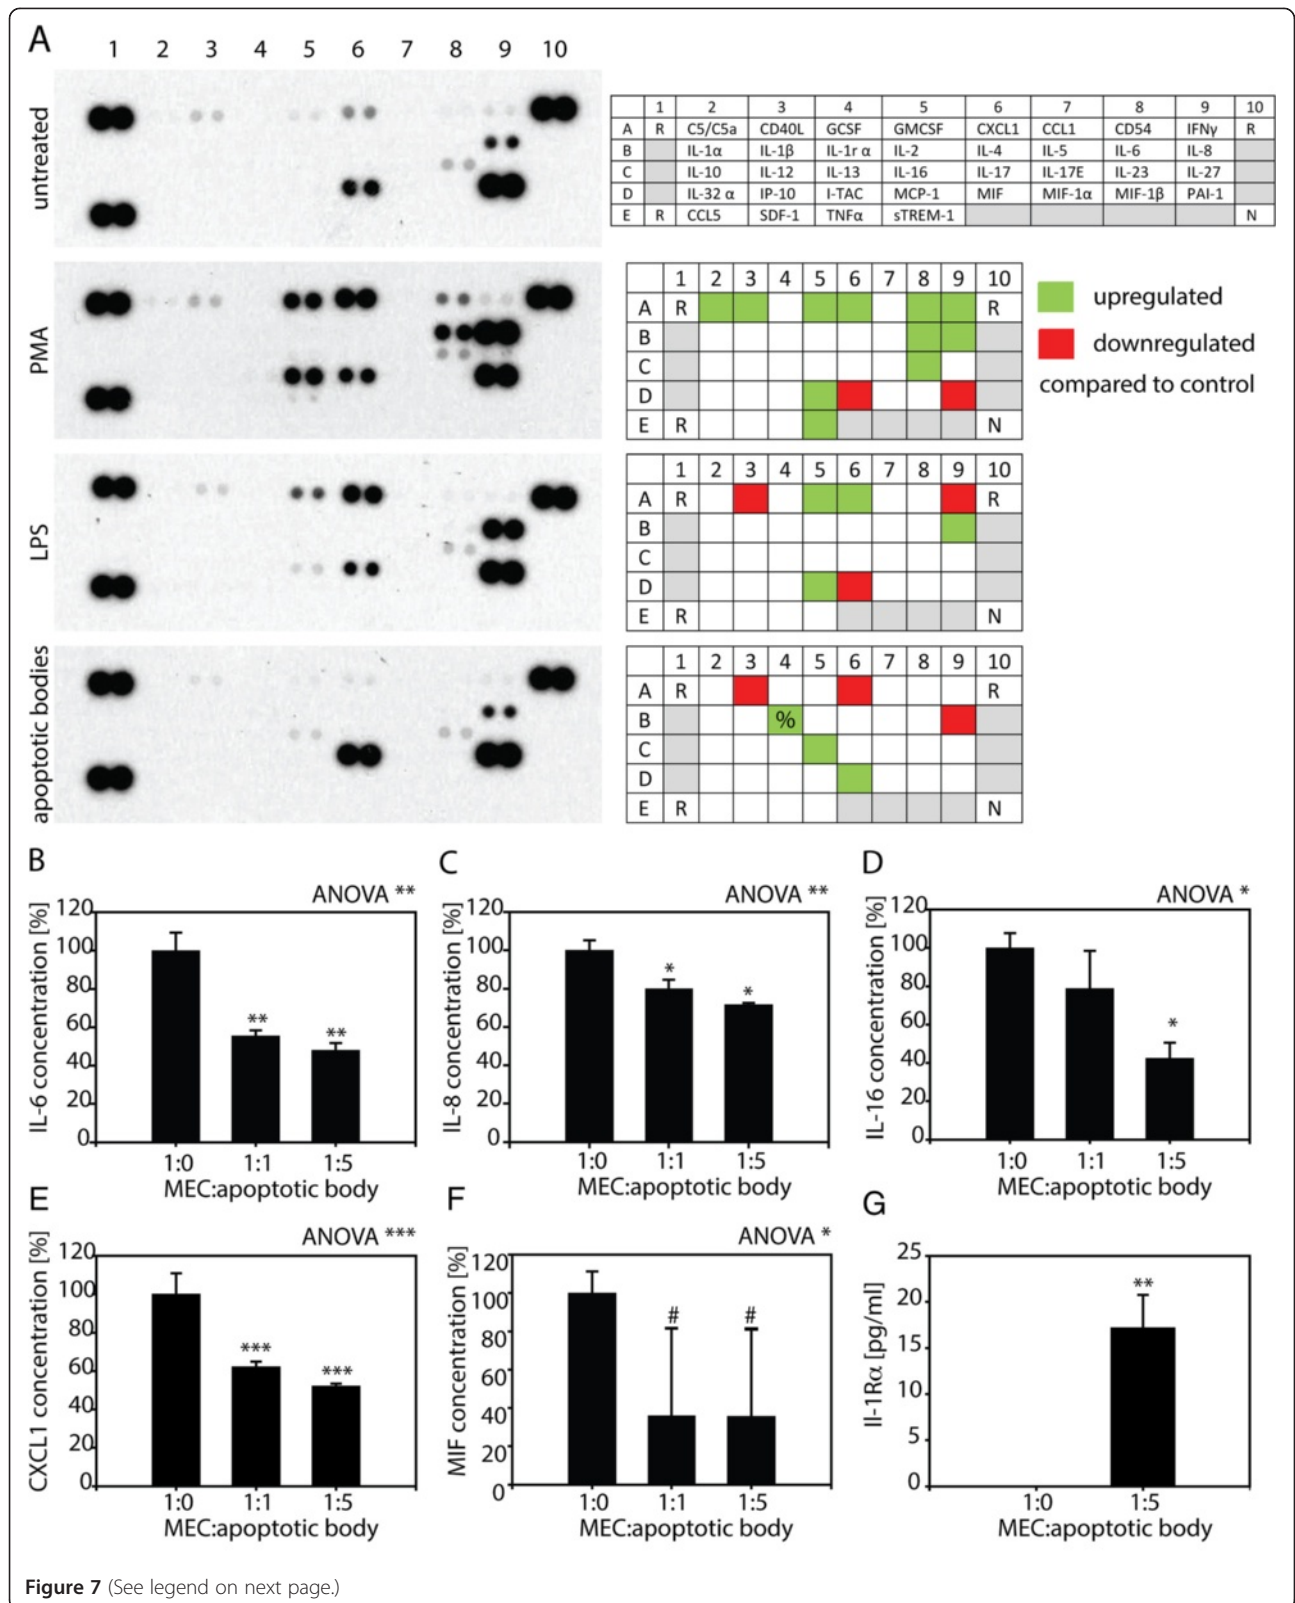 A
1 2 3 4 5 6 7 8 9 10
untreated
1 2 3 4 5 6 7 8 9 10
A R C5/C5a CD40L GCSF GMCSF CXCL1 CCL1 CD54 IFNγ R
B IL-1α IL-1β IL-1r α IL-2 IL-4 IL-5 IL-6 IL-8
C IL-10 IL-12 IL-13 IL-16 IL-17 IL-17E IL-23 IL-27
D IL-32 α IP-10 I-TAC MCP-1 MIF MIF-1α MIF-1β PAI-1
E R CCL5 SDF-1 TNFα sTREM-1 N
PMA
1 2 3 4 5 6 7 8 9 10
A R R
B
C
D
E R N
upregulated
downregulated
compared to control
LPS
1 2 3 4 5 6 7 8 9 10
A R R
B
C
D
E R N
apoptotic bodies
1 2 3 4 5 6 7 8 9 10
A R R
B %
C
D
E R N
B
ANOVA **
IL-6 concentration [%]
120
100
80
60
40
20
0
** **
1:0 1:1 1:5
MEC:apoptotic body
C
ANOVA **
IL-8 concentration [%]
120
100
80
60
40
20
0
* *
1:0 1:1 1:5
MEC:apoptotic body
D
ANOVA *
IL-16 concentration [%]
120
100
80
60
40
20
0
*
1:0 1:1 1:5
MEC:apoptotic body
E
ANOVA ***
CXCL1 concentration [%]
120
100
80
60
40
20
0
*** ***
1:0 1:1 1:5
MEC:apoptotic body
F
ANOVA *
MIF concentration [%]
120
100
80
60
40
20
0
# #
1:0 1:1 1:5
MEC:apoptotic body
G
Il-1Rα [pg/ml]
25
20
15
10
5
0
**
1:0 1:5
MEC:apoptotic body
Figure 7 (See legend on next page.)